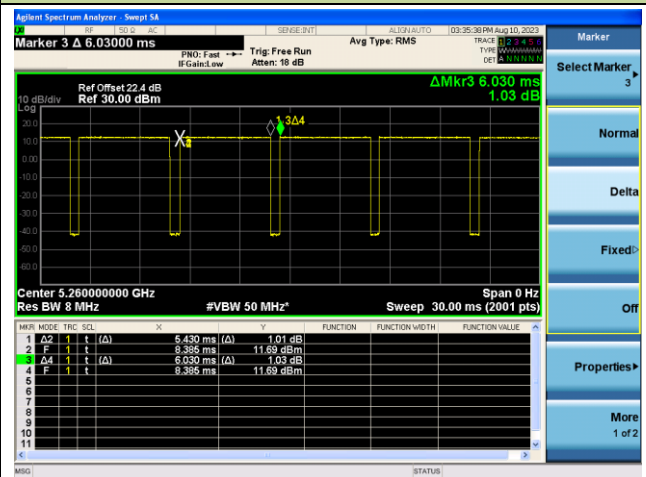 Agilent Spectrum Analyzer - Swept SA
RF 50 Ω AC SENSE:INT ALIGN AUTO 03:35:38 PM Aug 10, 2023
Marker 3 Δ 6.03000 ms
PNO: Fast Trig: Free Run Avg Type: RMS TRACE 1 2 3 4 5 6
IFGain:Low Atten: 18 dB TYPE
DET A N N N N N
Ref Offset 22.4 dB ΔMkr3 6.030 ms
10 dB/div Ref 30.00 dBm 1.03 dB
Log
20.0
10.0
0.00
-10.0
-20.0
-30.0
-40.0
-50.0
-60.0
3Δ4
Center 5.260000000 GHz Span 0 Hz
Res BW 8 MHz #VBW 50 MHz* Sweep 30.00 ms (2001 pts)
MKR MODE TRC SCL X Y FUNCTION FUNCTION WIDTH FUNCTION VALUE
1 Δ2 1 t (Δ) 5.430 ms (Δ) 1.01 dB
2 F 1 t 8.385 ms 11.69 dBm
3 Δ4 1 t (Δ) 6.030 ms (Δ) 1.03 dB
4 F 1 t 8.385 ms 11.69 dBm
5
6
7
8
9
10
11
MSG STATUS
Marker
Select Marker
3
Normal
Delta
Fixed
Off
Properties
More
1 of 2